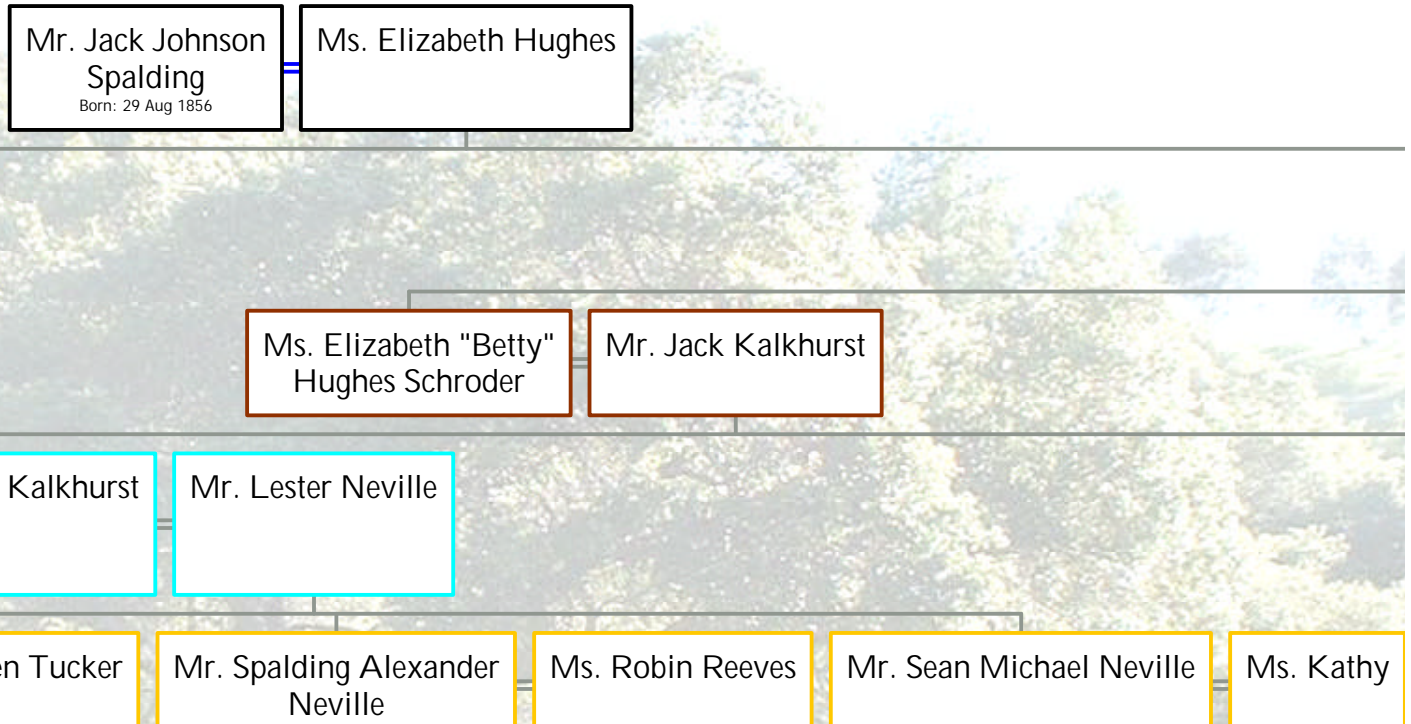 Mr. Jack Johnson
Spalding
Born: 29 Aug 1856
Ms. Elizabeth Hughes
Ms. Elizabeth "Betty"
Hughes Schroder
Mr. Jack Kalkhurst
Kalkhurst
Mr. Lester Neville
en Tucker
Mr. Spalding Alexander
Neville
Ms. Robin Reeves
Mr. Sean Michael Neville
Ms. Kathy